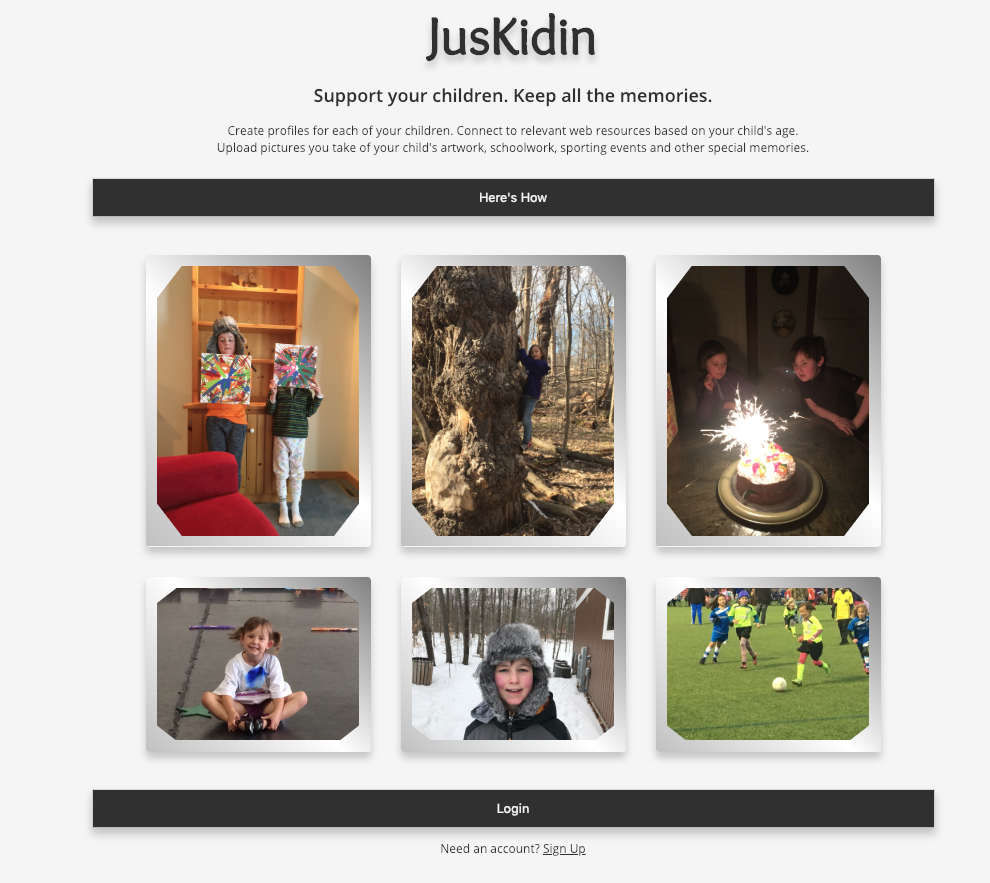 JusKidin
Support your children. Keep all the memories.
Create profiles for each of your children. Connect to relevant web resources based on your child's age.
Upload pictures you take of your child's artwork, schoolwork, sporting events and other special memories.
Here's How
Login
Need an account? Sign Up